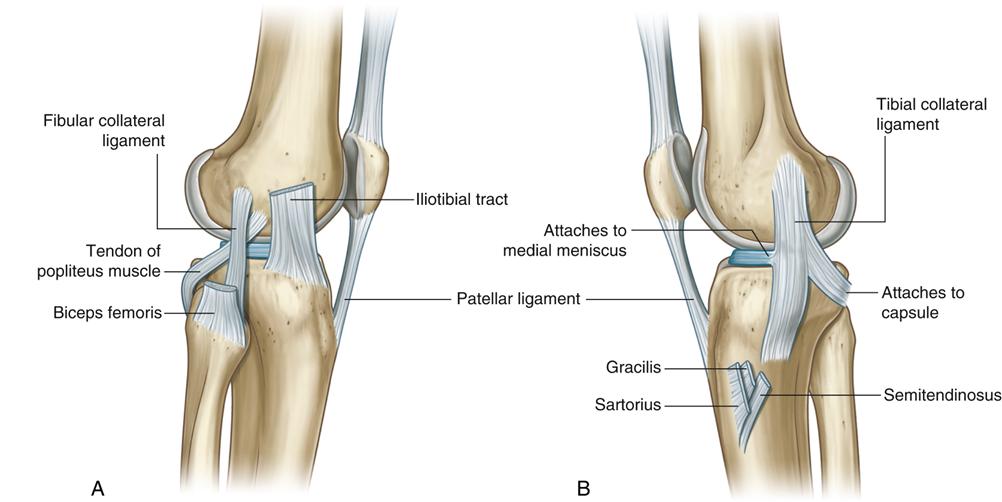 Fibular collateral
ligament
Iliotibial tract
Tendon of
popliteus muscle
Biceps femoris
Patellar ligament
A
Tibial collateral
ligament
Attaches to
medial meniscus
Attaches to
capsule
Gracilis
Sartorius
Semitendinosus
B